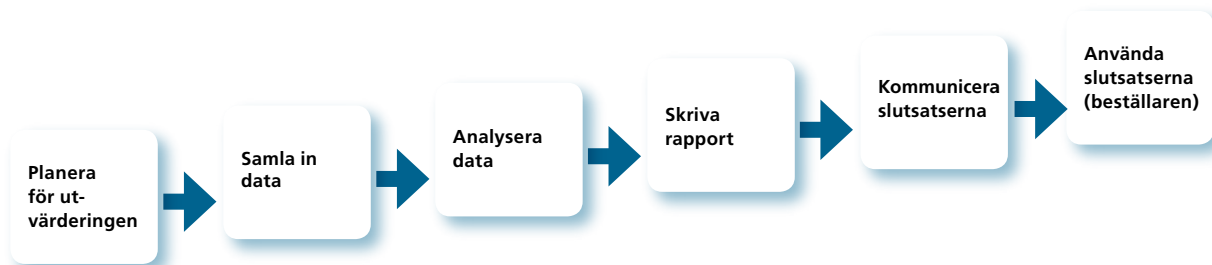 Planera
för ut-
värderingen
Samla in
data
Analysera
data
Skriva
rapport
Kommunicera
slutsatserna
Använda
slutsatserna
(beställaren)